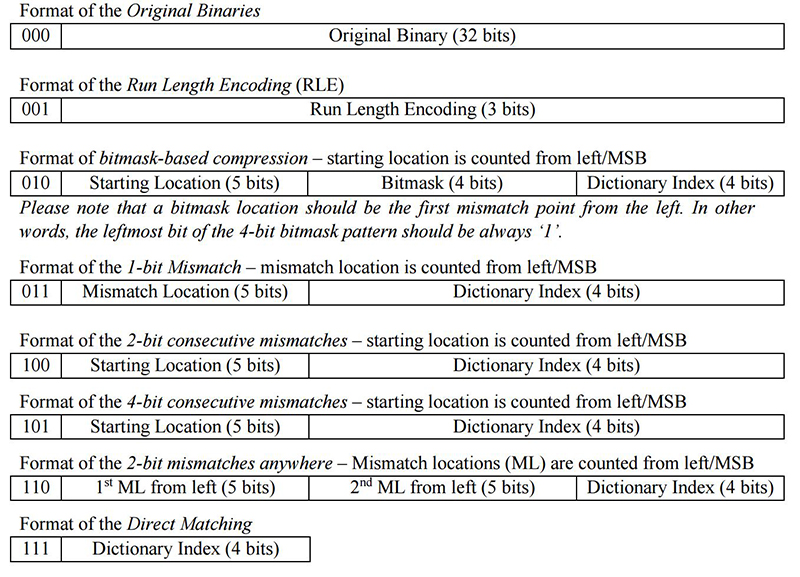 Format of the Original Binaries
000 Original Binary (32 bits)
Format of the Run Length Encoding (RLE)
001 Run Length Encoding (3 bits)
Format of bitmask-based compression – starting location is counted from left/MSB
010 Starting Location (5 bits) Bitmask (4 bits) Dictionary Index (4 bits)
Please note that a bitmask location should be the first mismatch point from the left. In other
words, the leftmost bit of the 4-bit bitmask pattern should be always ‘1’.
Format of the 1-bit Mismatch – mismatch location is counted from left/MSB
011 Mismatch Location (5 bits) Dictionary Index (4 bits)
Format of the 2-bit consecutive mismatches – starting location is counted from left/MSB
100 Starting Location (5 bits) Dictionary Index (4 bits)
Format of the 4-bit consecutive mismatches – starting location is counted from left/MSB
101 Starting Location (5 bits) Dictionary Index (4 bits)
Format of the 2-bit mismatches anywhere – Mismatch locations (ML) are counted from left/MSB
110 1st ML from left (5 bits) 2nd ML from left (5 bits) Dictionary Index (4 bits)
Format of the Direct Matching
111 Dictionary Index (4 bits)